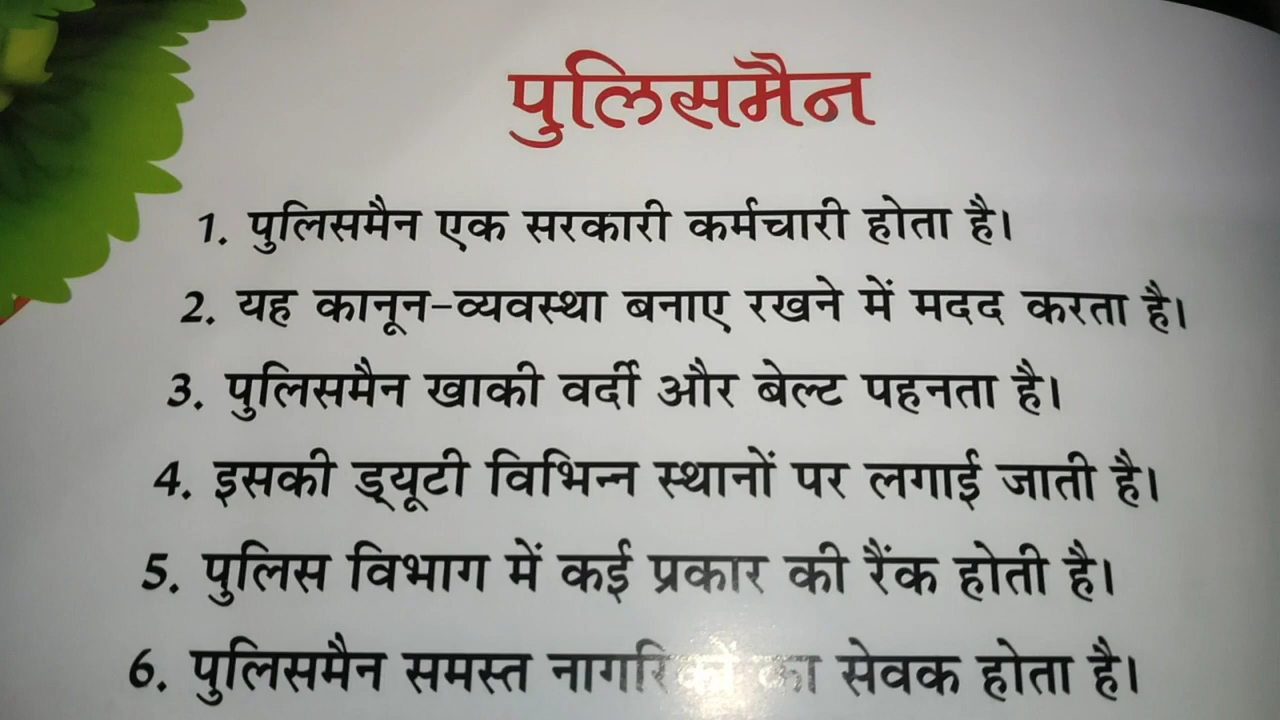 पुलिसमैन
1. पुलिसमैन एक सरकारी कर्मचारी होता है।
2. यह कानून-व्यवस्था बनाए रखने में मदद करता है।
3. पुलिसमैन खाकी वर्दी और बेल्ट पहनता है।
4. इसकी ड्यूटी विभिन्न स्थानों पर लगाई जाती है।
5. पुलिस विभाग में कई प्रकार की रैंक होती है।
6. पुलिसमैन समस्त नागरिकों का सेवक होता है।